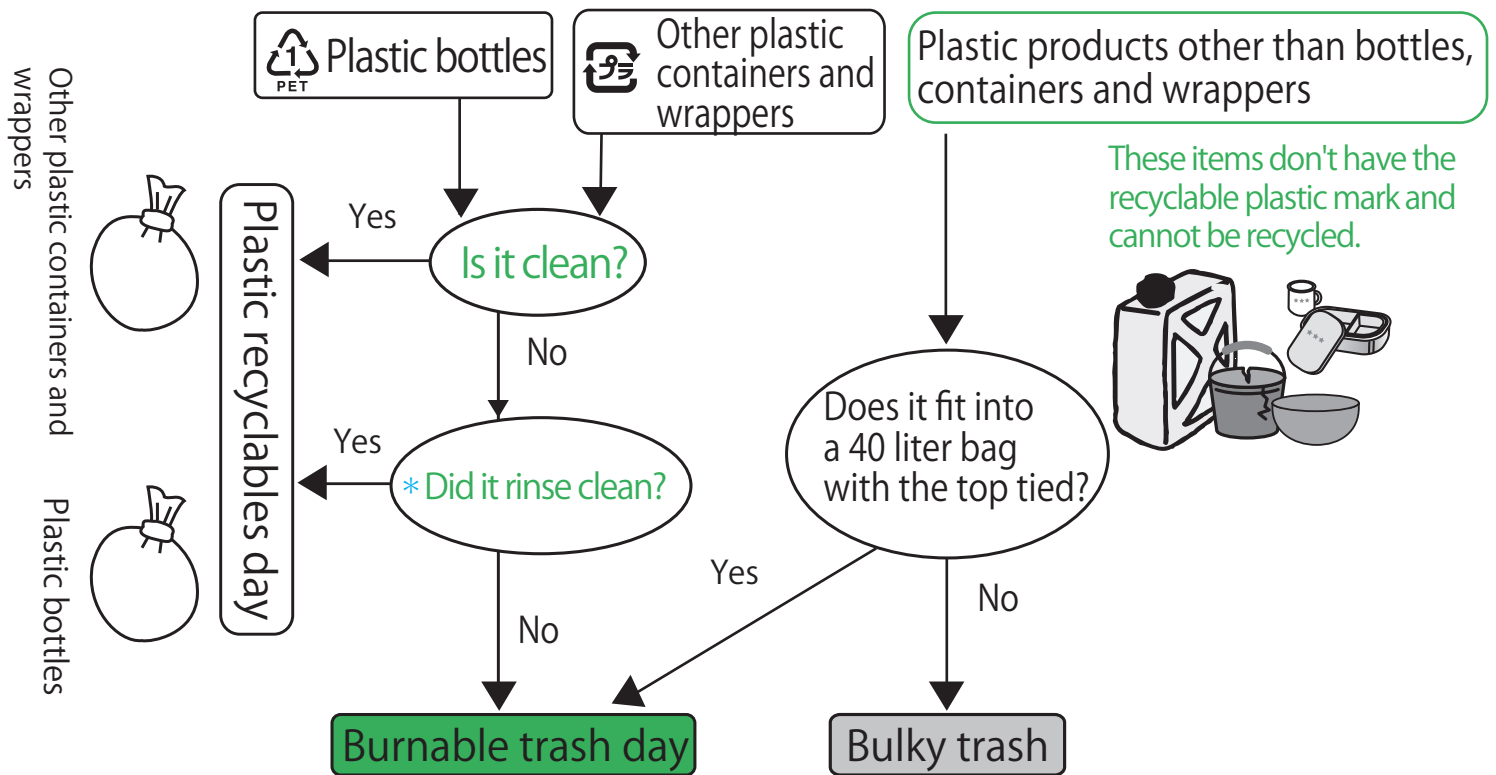 1
PET
Plastic bottles
プラ
Other plastic
containers and
wrappers
Plastic products other than bottles,
containers and wrappers
These items don't have the
recyclable plastic mark and
cannot be recycled.
Other plastic containers and
wrappers
Plastic bottles
Plastic recyclables day
Yes
Is it clean?
No
Yes
* Did it rinse clean?
No
Does it fit into
a 40 liter bag
with the top tied?
Yes
No
Burnable trash day
Bulky trash